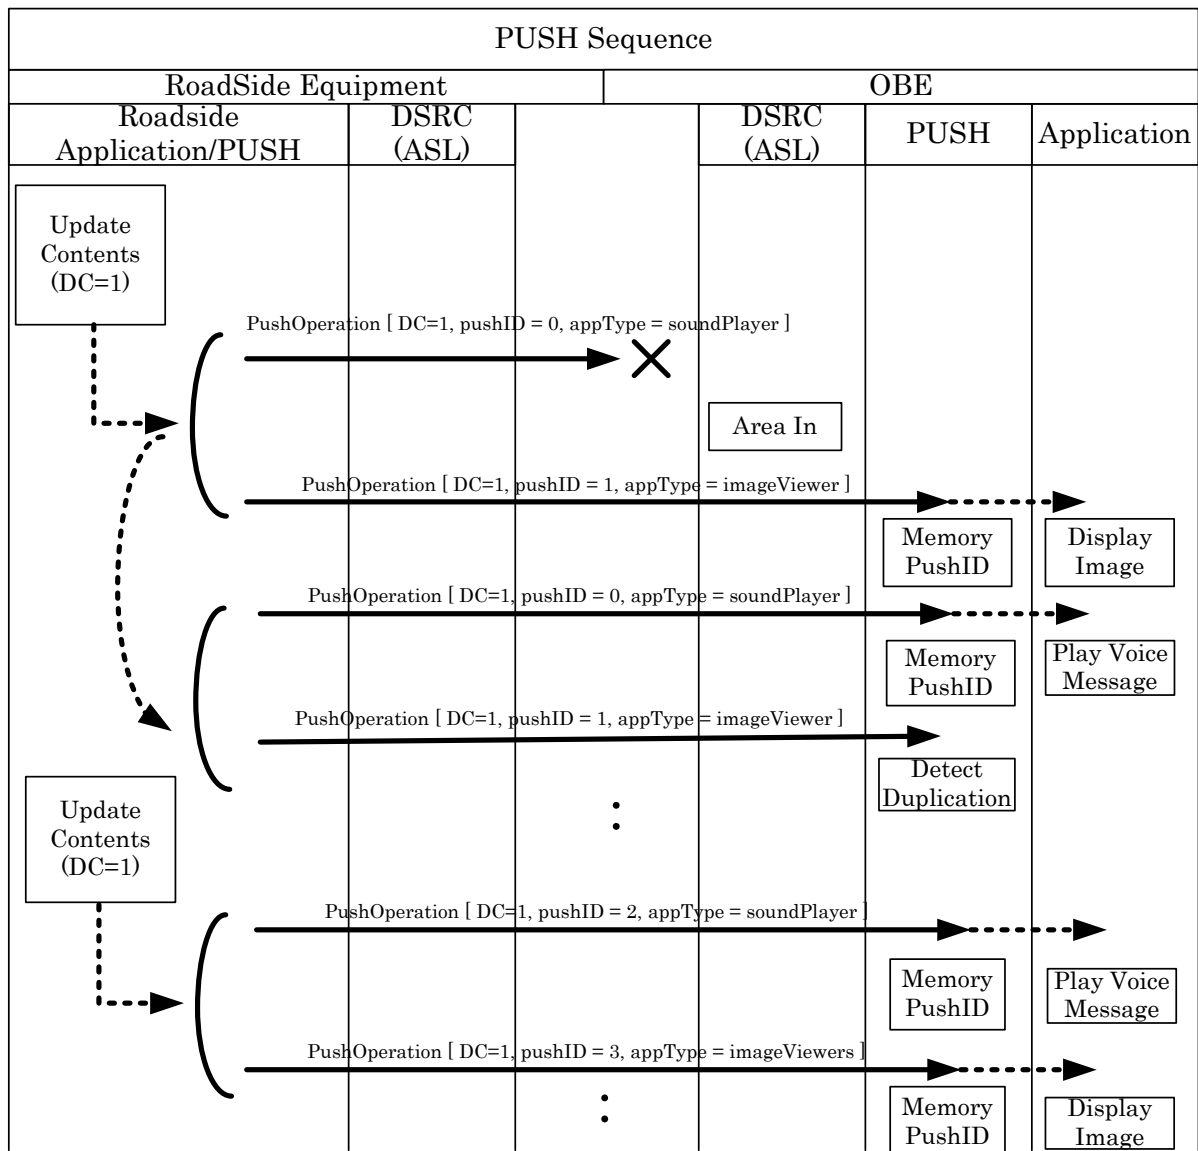 PUSH Sequence
RoadSide Equipment
OBE
Roadside
Application/PUSH
DSRC
(ASL)
DSRC
(ASL)
PUSH
Application
Update
Contents
(DC=1)
PushOperation [ DC=1, pushID = 0, appType = soundPlayer ]
Area In
PushOperation [ DC=1, pushID = 1, appType = imageViewer ]
Memory
PushID
Display
Image
PushOperation [ DC=1, pushID = 0, appType = soundPlayer ]
Memory
PushID
Play Voice
Message
PushOperation [ DC=1, pushID = 1, appType = imageViewer ]
Detect
Duplication
Update
Contents
(DC=1)
PushOperation [ DC=1, pushID = 2, appType = soundPlayer ]
Memory
PushID
Play Voice
Message
PushOperation [ DC=1, pushID = 3, appType = imageViewers ]
Memory
PushID
Display
Image